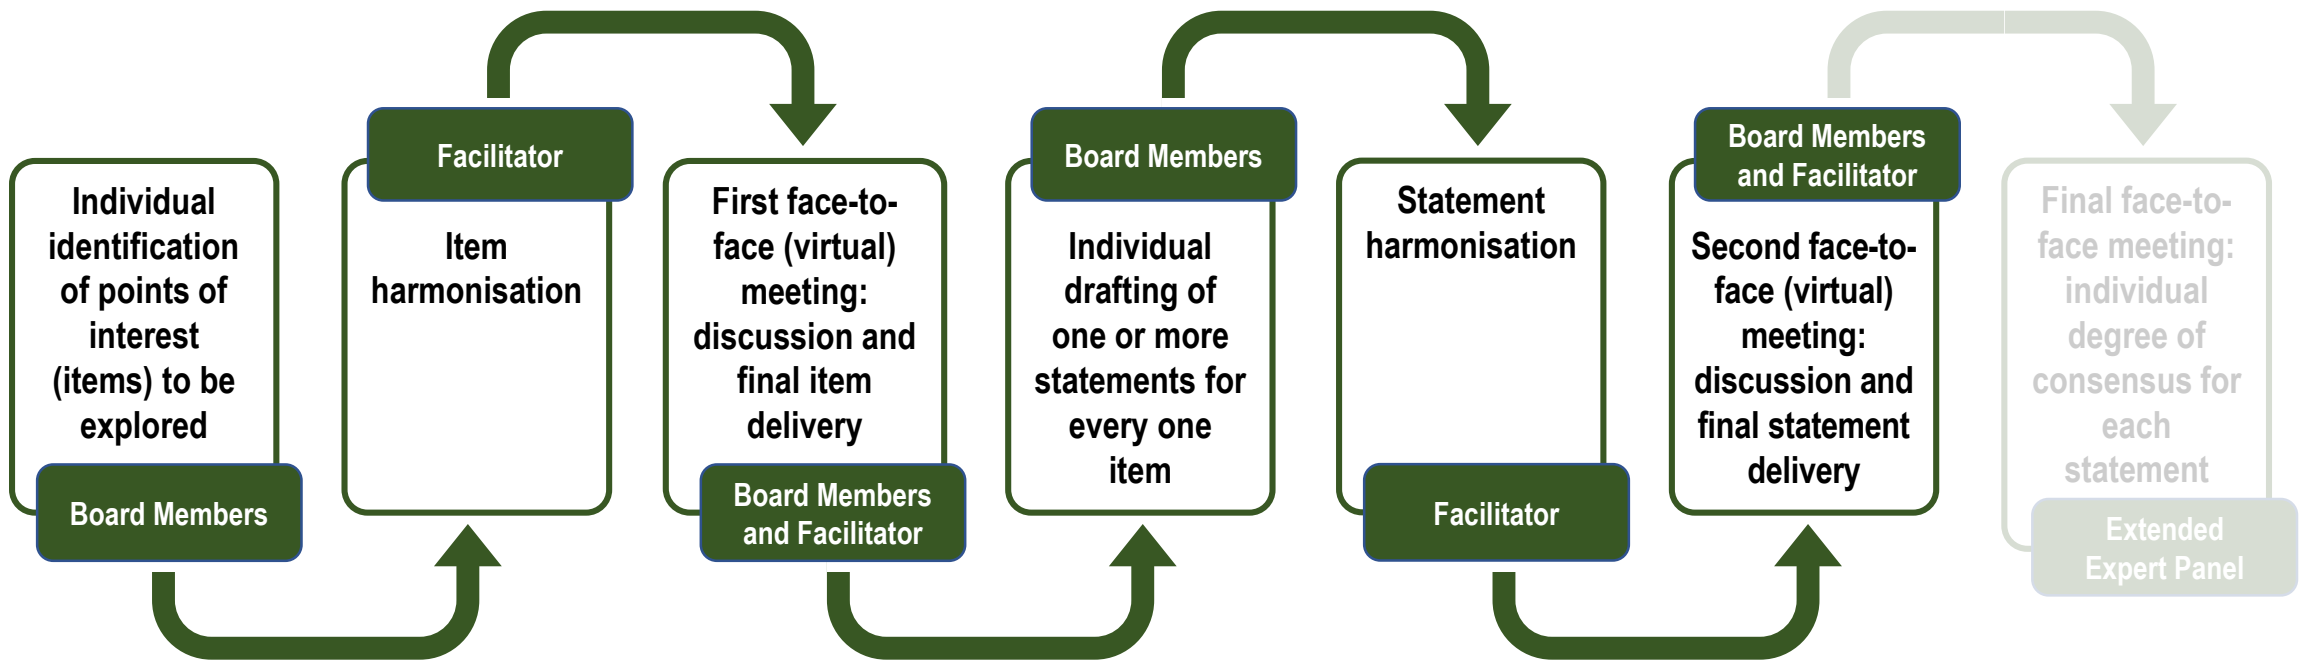 Individual
identification
of points of
interest
(items) to be
explored
Board Members
Facilitator
Item
harmonisation
First face-to-
face (virtual)
meeting:
discussion and
final item
delivery
Board Members
and Facilitator
Board Members
Individual
drafting of
one or more
statements for
every one
item
Statement
harmonisation
Facilitator
Board Members
and Facilitator
Second face-to-
face (virtual)
meeting:
discussion and
final statement
delivery
Final face-to-
face meeting:
individual
degree of
consensus for
each
statement
Extended
Expert Panel